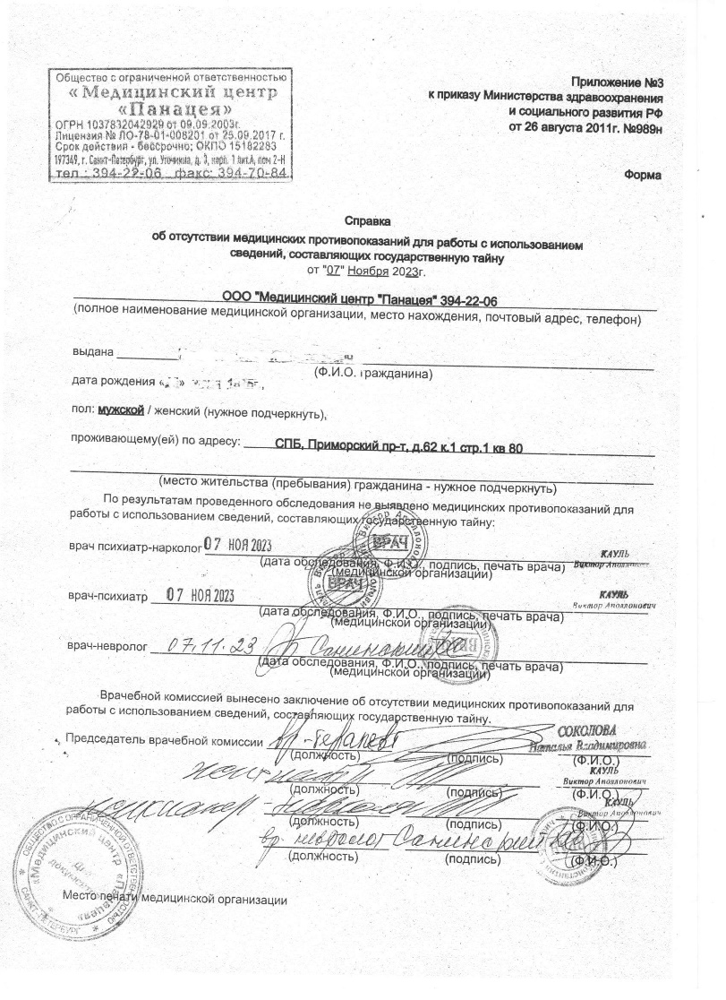 Общество с ограниченной ответственностью
«Медицинский центр
«Панацея»
ОГРН 1037832042929 от 09.09.2003г.
Лицензия № ЛО-78-01-008201 от 25.09.2017 г.
Срок действия - бессрочно; ОКПО 15182283
197349, г. Санкт-Петербург, ул. Уточкина, д. 3, корп. 1 Лит.А, пом 2-Н
тел.: 394-22-06, факс: 394-70-84
Приложение №3
к приказу Министерства здравоохранения
и социального развития РФ
от 26 августа 2011г. №989н
Форма
Справка
об отсутствии медицинских противопоказаний для работы с использованием
сведений, составляющих государственную тайну
от "07" Ноября 2023г.
ООО "Медицинский центр "Панацея" 394-22-06
(полное наименование медицинской организации, место нахождения, почтовый адрес, телефон)
выдана
(Ф.И.О. гражданина)
дата рождения
пол: мужской / женский (нужное подчеркнуть),
проживающему(ей) по адресу: СПБ, Приморский пр-т, д.62 к.1 стр.1 кв 80
(место жительства (пребывания) гражданина - нужное подчеркнуть)
По результатам проведенного обследования не выявлено медицинских противопоказаний для
работы с использованием сведений, составляющих государственную тайну:
врач психиатр-нарколог 07 НОЯ 2023 ВРАЧ КАУЛЬ
Виктор Аполлонович
(дата обследования, Ф.И.О., подпись, печать врача)
(медицинской организации)
врач-психиатр 07 НОЯ 2023 ВРАЧ КАУЛЬ
Виктор Аполлонович
(дата обследования, Ф.И.О., подпись, печать врача)
(медицинской организации)
врач-невролог 07.11.23
(дата обследования, Ф.И.О., подпись, печать врача)
(медицинской организации)
Врачебной комиссией вынесено заключение об отсутствии медицинских противопоказаний для
работы с использованием сведений, составляющих государственную тайну.
Председатель врачебной комиссии вр-терапевт СОКОЛОВА
Наталья Владимировна
(должность) (подпись) (Ф.И.О.)
психиатр КАУЛЬ
Виктор Аполлонович
(должность) (подпись) (Ф.И.О.)
психиатр-нарколог КАУЛЬ
Виктор Аполлонович
(должность) (подпись) (Ф.И.О.)
вр. невролог
(должность) (подпись) (Ф.И.О.)
ОБЩЕСТВО С ОГРАНИЧЕННОЙ ОТВЕТСТВЕННОСТЬЮ
САНКТ-ПЕТЕРБУРГ
«Медицинский центр «Панацея»
Для документов
Место печати медицинской организации